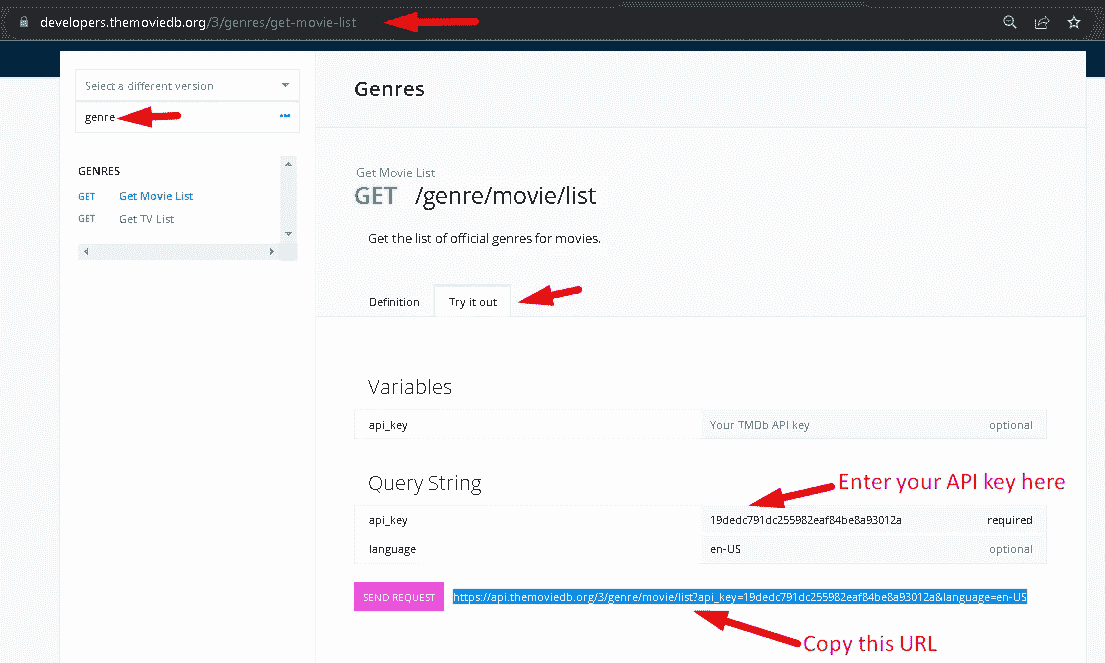 developers.themoviedb.org/3/genres/get-movie-list
Select a different version
genre
GENRES
GET Get Movie List
GET Get TV List
Genres
Get Movie List
GET /genre/movie/list
Get the list of official genres for movies.
Definition Try it out
Variables
api_key Your TMDb API key optional
Query String
Enter your API key here
api_key 19dedc791dc255982eaf84be8a93012a required
language en-US optional
SEND REQUEST https://api.themoviedb.org/3/genre/movie/list?api_key=19dedc791dc255982eaf84be8a93012a&language=en-US
Copy this URL